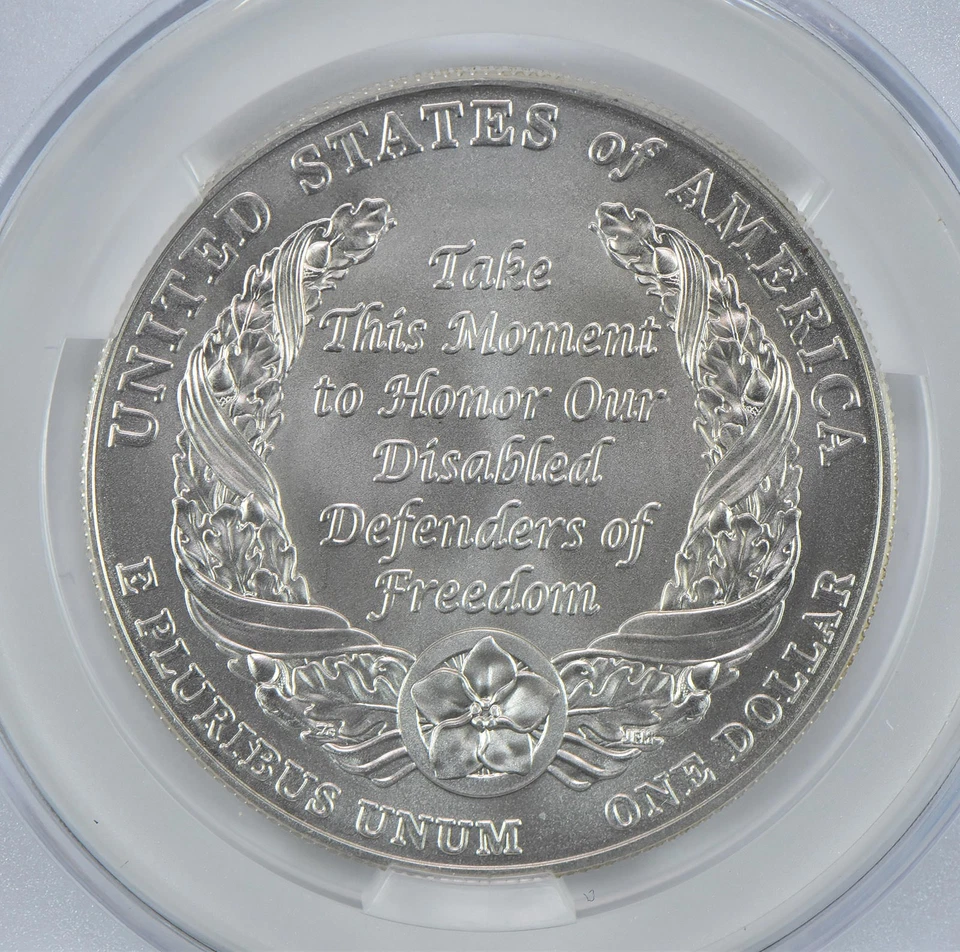 UNITED STATES of AMERICA
Take
This Moment
to Honor Our
Disabled
Defenders of
Freedom
E PLURIBUS UNUM
ONE DOLLAR